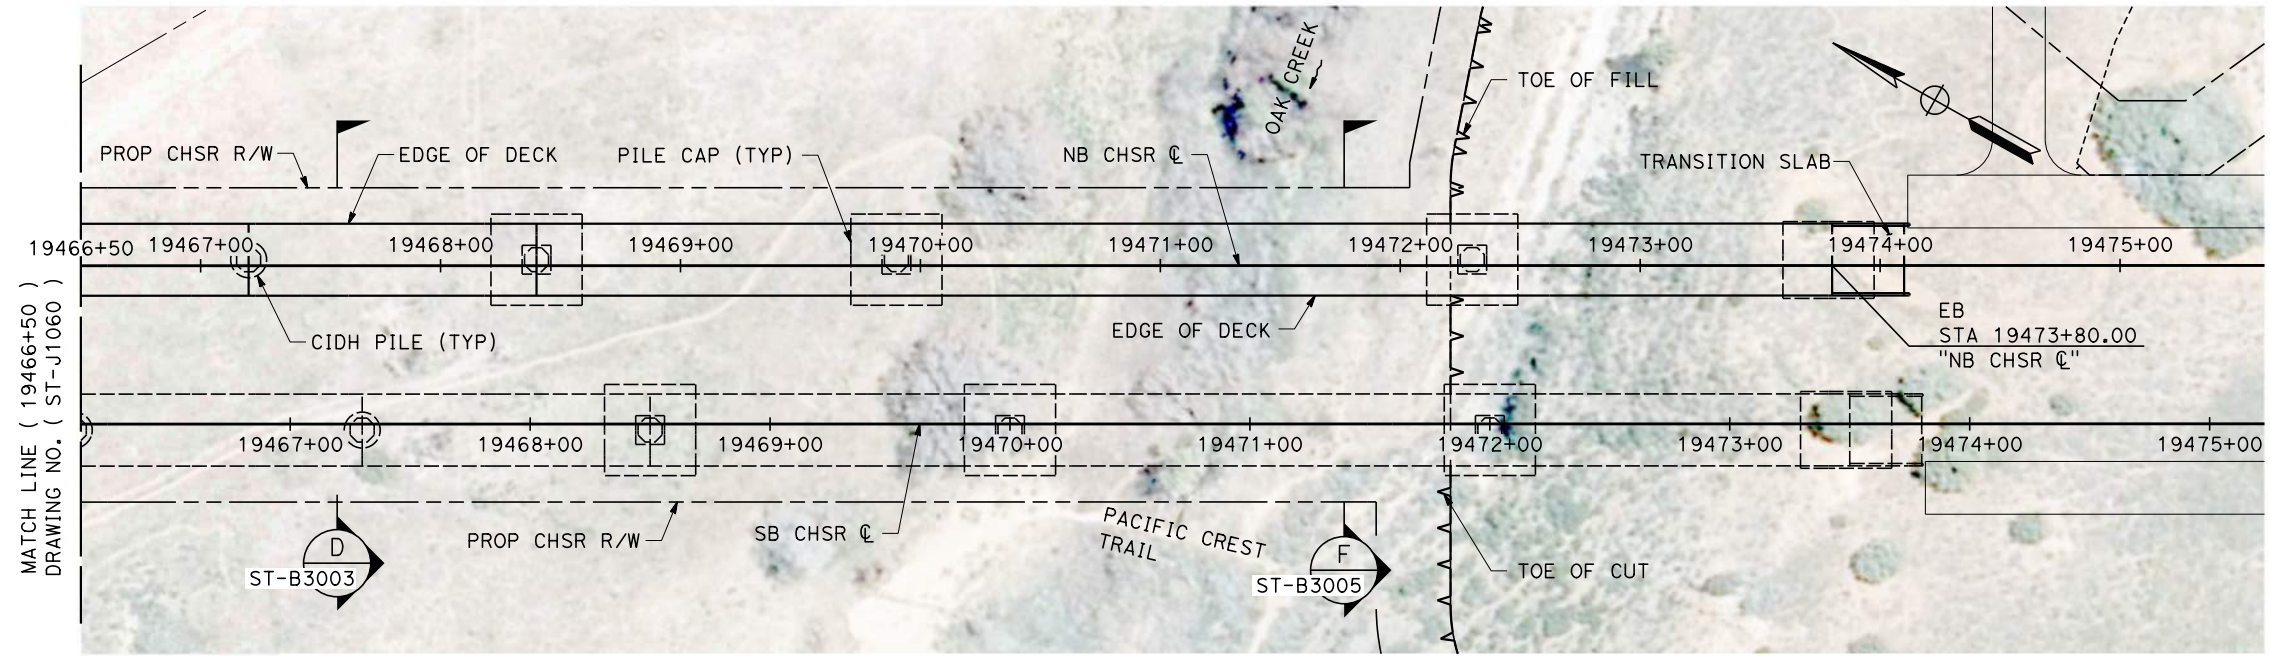 OAK CREEK
TOE OF FILL
PROP CHSR R/W
EDGE OF DECK
PILE CAP (TYP)
NB CHSR ℄
TRANSITION SLAB
19466+50
19467+00
19468+00
19469+00
19470+00
19471+00
19472+00
19473+00
19474+00
19475+00
MATCH LINE ( 19466+50 )
DRAWING NO. ( ST-J1060 )
CIDH PILE (TYP)
EDGE OF DECK
EB
STA 19473+80.00
"NB CHSR ℄"
19467+00
19468+00
19469+00
19470+00
19471+00
19472+00
19473+00
19474+00
19475+00
PROP CHSR R/W
SB CHSR ℄
PACIFIC CREST
TRAIL
D
ST-B3003
F
ST-B3005
TOE OF CUT